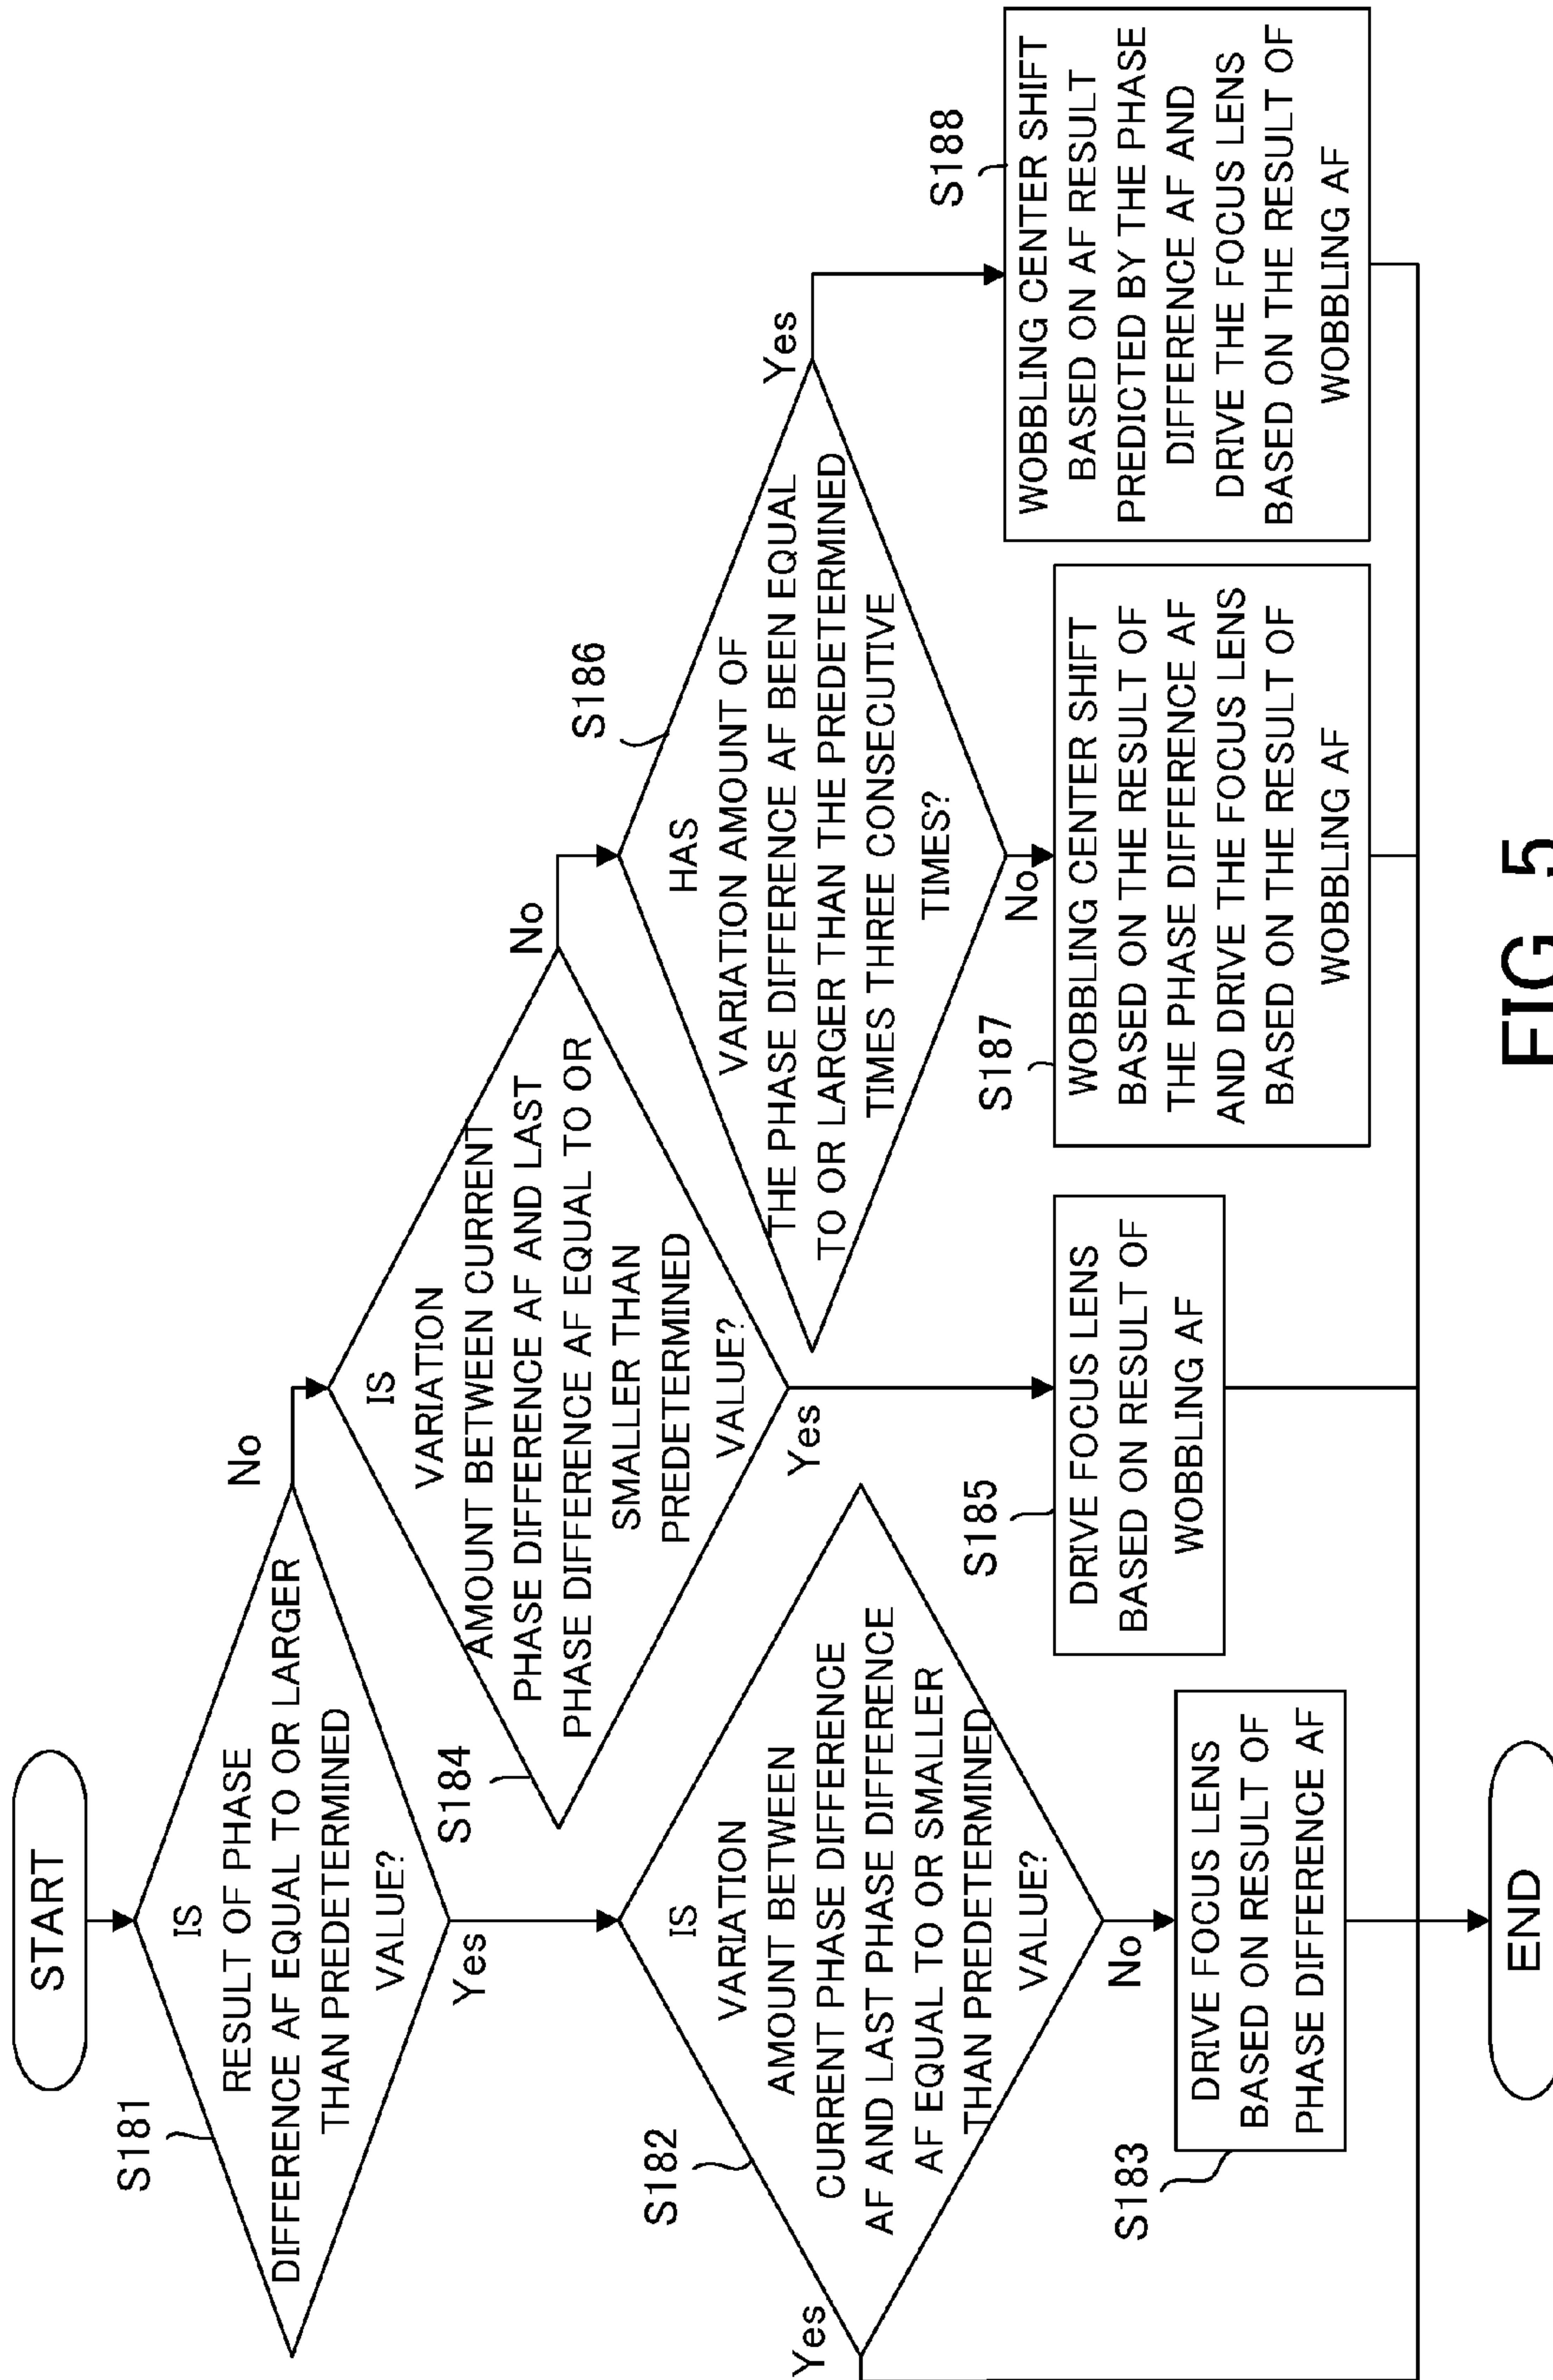 START
S181
IS
RESULT OF PHASE
DIFFERENCE AF EQUAL TO OR LARGER
THAN PREDETERMINED
VALUE?
No
Yes
S184
IS
VARIATION
AMOUNT BETWEEN CURRENT
PHASE DIFFERENCE AF AND LAST
PHASE DIFFERENCE AF EQUAL TO OR
SMALLER THAN
PREDETERMINED
VALUE?
No
Yes
S182
IS
VARIATION
AMOUNT BETWEEN
CURRENT PHASE DIFFERENCE
AF AND LAST PHASE DIFFERENCE
AF EQUAL TO OR SMALLER
THAN PREDETERMINED
VALUE?
Yes
No
S186
HAS
VARIATION AMOUNT OF
THE PHASE DIFFERENCE AF BEEN EQUAL
TO OR LARGER THAN THE PREDETERMINED
TIMES THREE CONSECUTIVE
TIMES?
Yes
No
S183
DRIVE FOCUS LENS
BASED ON RESULT OF
PHASE DIFFERENCE AF
S185
DRIVE FOCUS LENS
BASED ON RESULT OF
WOBBLING AF
S187
WOBBLING CENTER SHIFT
BASED ON THE RESULT OF
THE PHASE DIFFERENCE AF
AND DRIVE THE FOCUS LENS
BASED ON THE RESULT OF
WOBBLING AF
S188
WOBBLING CENTER SHIFT
BASED ON AF RESULT
PREDICTED BY THE PHASE
DIFFERENCE AF AND
DRIVE THE FOCUS LENS
BASED ON THE RESULT OF
WOBBLING AF
END
FIG. 5